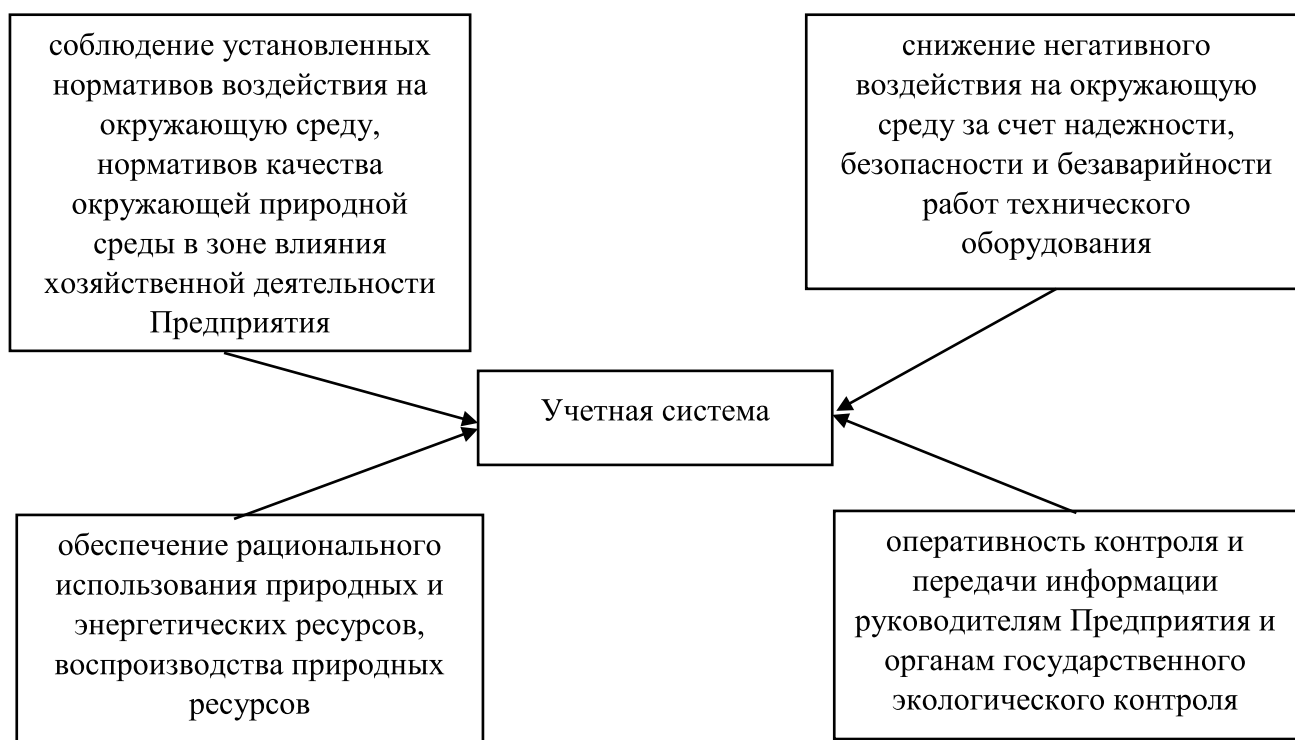 соблюдение установленных
нормативов воздействия на
окружающую среду,
нормативов качества
окружающей природной
среды в зоне влияния
хозяйственной деятельности
Предприятия
снижение негативного
воздействия на окружающую
среду за счет надежности,
безопасности и безаварийности
работ технического
оборудования
Учетная система
обеспечение рационального
использования природных и
энергетических ресурсов,
воспроизводства природных
ресурсов
оперативность контроля и
передачи информации
руководителям Предприятия и
органам государственного
экологического контроля